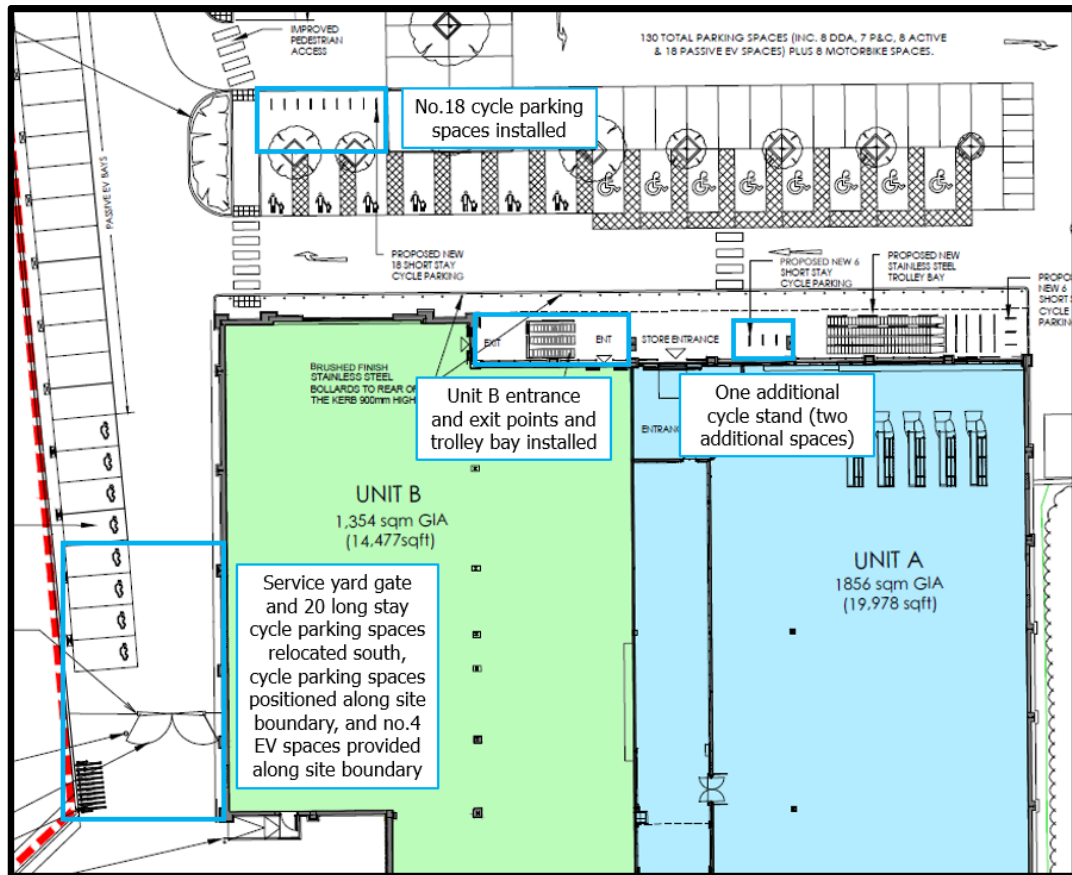 IMPROVED
PEDESTRIAN
ACCESS
130 TOTAL PARKING SPACES (INC. 8 DDA, 7 P&C, 8 ACTIVE
& 18 PASSIVE EV SPACES) PLUS 8 MOTORBIKE SPACES.
No.18 cycle parking
spaces installed
PASSIVE EV BAYS
PROPOSED NEW
18 SHORT STAY
CYCLE PARKING
PROPOSED NEW 6
SHORT STAY
CYCLE PARKING
PROPOSED NEW
STAINLESS STEEL
TROLLEY BAY
NEW 6
SHORT S
CYCLE
PARKIN
EXIT
ENT
STORE ENTRANCE
BRUSHED FINISH
STAINLESS STEEL
BOLLARDS TO REAR OF
THE KERB 900mm HIGH
Unit B entrance
and exit points and
trolley bay installed
One additional
cycle stand (two
additional spaces)
ENTRANC
UNIT B
1,354 sqm GIA
(14,477sqft)
UNIT A
1856 sqm GIA
(19,978 sqft)
Service yard gate
and 20 long stay
cycle parking spaces
relocated south,
cycle parking spaces
positioned along site
boundary, and no.4
EV spaces provided
along site boundary